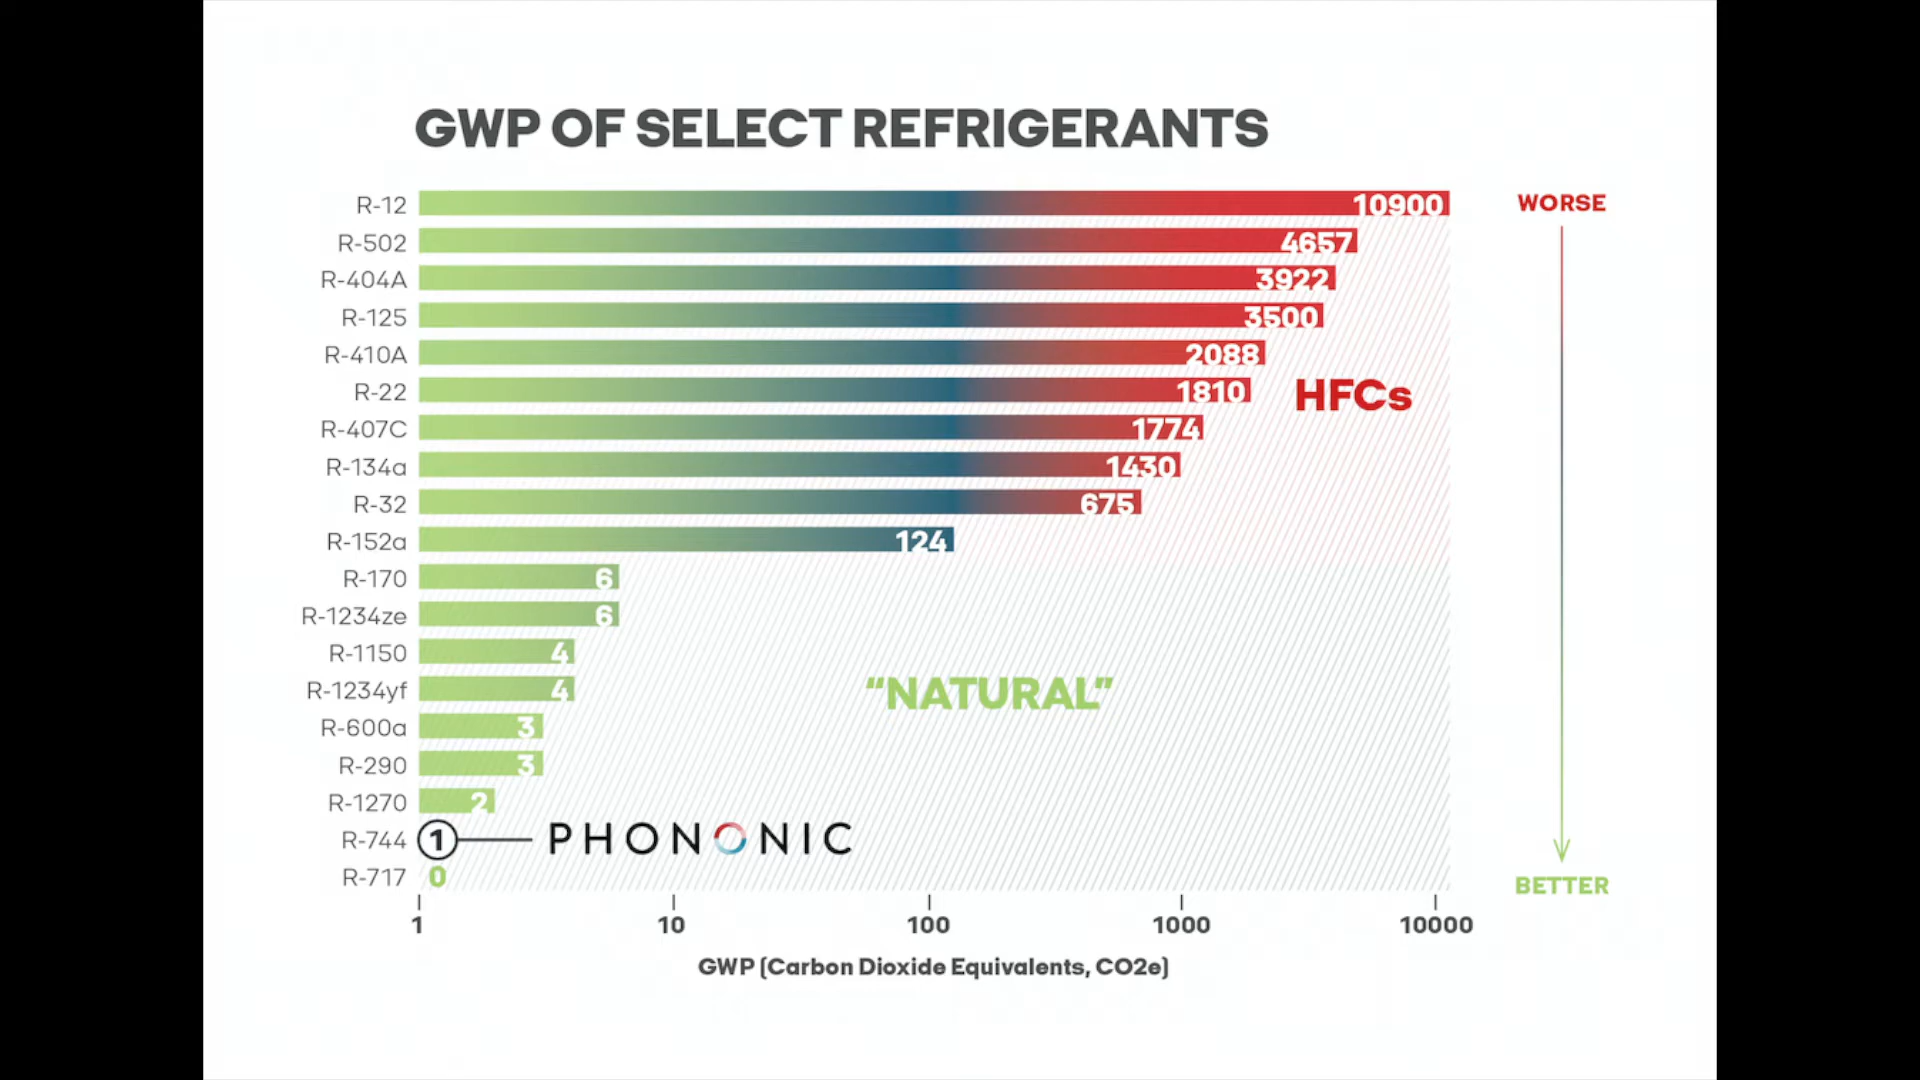 GWP OF SELECT REFRIGERANTS
R-12 10900 WORSE
R-502 4657
R-404A 3922
R-125 3500
R-410A 2088
R-22 1810 HFCs
R-407C 1774
R-134a 1430
R-32 675
R-152a 124
R-170 6
R-1234ze 6
R-1150 4
R-1234yf 4 “NATURAL”
R-600a 3
R-290 3
R-1270 2
R-744 1 PHONONIC
R-717 0 BETTER
1 10 100 1000 10000
GWP (Carbon Dioxide Equivalents, CO2e)